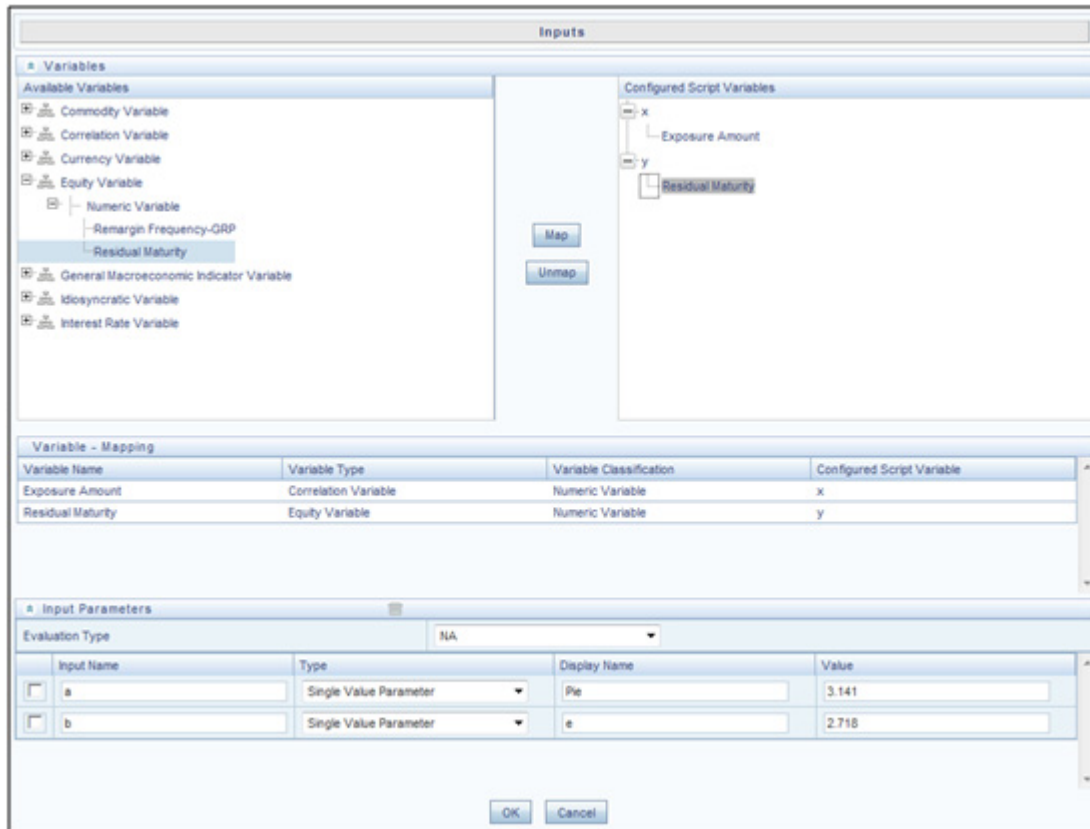 Inputs
Variables
Available Variables
Commodity Variable
Correlation Variable
Currency Variable
Equity Variable
Numeric Variable
Remargin Frequency-GRP
Residual Maturity
General Macroeconomic Indicator Variable
Idiosyncratic Variable
Interest Rate Variable
Map
Unmap
Configured Script Variables
x
Exposure Amount
y
Residual Maturity
Variable - Mapping
Variable Name Variable Type Variable Classification Configured Script Variable
Exposure Amount Correlation Variable Numeric Variable x
Residual Maturity Equity Variable Numeric Variable y
Input Parameters
Evaluation Type NA
Input Name Type Display Name Value
a Single Value Parameter Pie 3.141
b Single Value Parameter e 2.718
OK Cancel